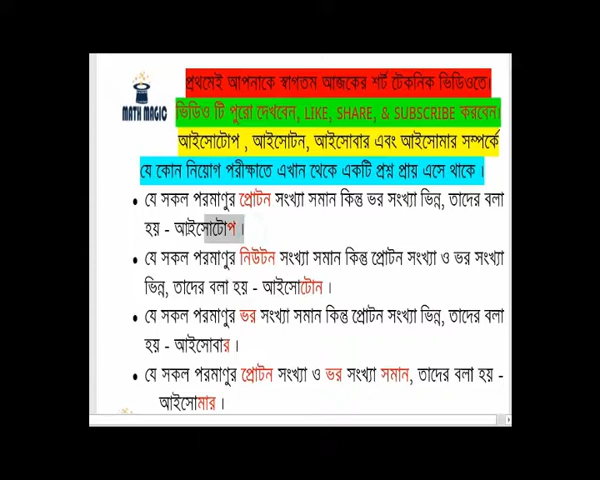 প্রথমেই আপনাকে স্বাগতম আজকের শর্ট টেকনিক ভিডিওতে।
MATH MAGIC
ভিডিও টি পুরো দেখবেন, LIKE, SHARE, & SUBSCRIBE করবেন।
আইসোটোপ , আইসোটন, আইসোবার এবং আইসোমার সম্পর্কে
যে কোন নিয়োগ পরীক্ষাতে এখান থেকে একটি প্রশ্ন প্রায় এসে থাকে ।
• যে সকল পরমাণুর প্রোটন সংখ্যা সমান কিন্তু ভর সংখ্যা ভিন্ন, তাদের বলা
হয় - আইসোটোপ ।
• যে সকল পরমাণুর নিউটন সংখ্যা সমান কিন্তু প্রোটন সংখ্যা ও ভর সংখ্যা
ভিন্ন, তাদের বলা হয় - আইসোটোন ।
• যে সকল পরমাণুর ভর সংখ্যা সমান কিন্তু প্রোটন সংখ্যা ভিন্ন, তাদের বলা
হয় - আইসোবার ।
• যে সকল পরমাণুর প্রোটন সংখ্যা ও ভর সংখ্যা সমান, তাদের বলা হয় -
আইসোমার ।